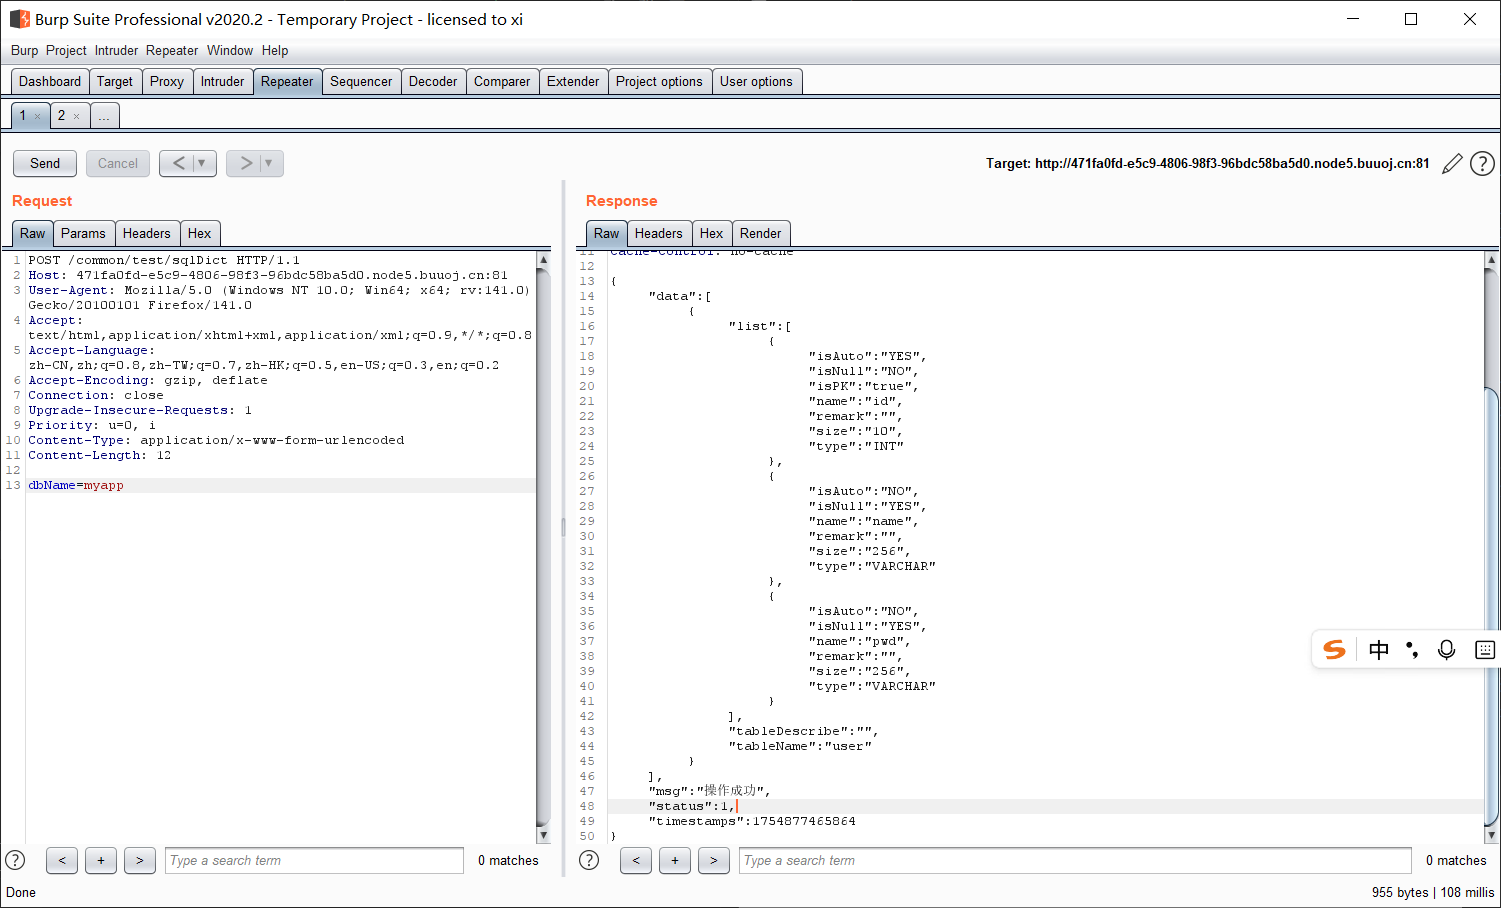 Burp Suite Professional v2020.2 - Temporary Project - licensed to xi
Burp Project Intruder Repeater Window Help
Dashboard Target Proxy Intruder Repeater Sequencer Decoder Comparer Extender Project options User options
1 × 2 × ...
Send Cancel < ▼ > ▼ Target: http://471fa0fd-e5c9-4806-98f3-96bdc58ba5d0.node5.buuoj.cn:81 ?
Request
Raw Params Headers Hex
1 POST /common/test/sqlDict HTTP/1.1
2 Host: 471fa0fd-e5c9-4806-98f3-96bdc58ba5d0.node5.buuoj.cn:81
3 User-Agent: Mozilla/5.0 (Windows NT 10.0; Win64; x64; rv:141.0)
Gecko/20100101 Firefox/141.0
4 Accept:
text/html,application/xhtml+xml,application/xml;q=0.9,*/*;q=0.8
5 Accept-Language:
zh-CN,zh;q=0.8,zh-TW;q=0.7,zh-HK;q=0.5,en-US;q=0.3,en;q=0.2
6 Accept-Encoding: gzip, deflate
7 Connection: close
8 Upgrade-Insecure-Requests: 1
9 Priority: u=0, i
10 Content-Type: application/x-www-form-urlencoded
11 Content-Length: 12
12
13 dbName=myapp
? < + > Type a search term 0 matches
Response
Raw Headers Hex Render
11 Cache-Control: no-cache
12
13 {
14 "data":[
15 {
16 "list":[
17 {
18 "isAuto":"YES",
19 "isNull":"NO",
20 "isPK":"true",
21 "name":"id",
22 "remark":"",
23 "size":"10",
24 "type":"INT"
25 },
26 {
27 "isAuto":"NO",
28 "isNull":"YES",
29 "name":"name",
30 "remark":"",
31 "size":"256",
32 "type":"VARCHAR"
33 },
34 {
35 "isAuto":"NO",
36 "isNull":"YES",
37 "name":"pwd",
38 "remark":"",
39 "size":"256",
40 "type":"VARCHAR"
41 }
42 ],
43 "tableDescribe":"",
44 "tableName":"user"
45 }
46 ],
47 "msg":"操作成功",
48 "status":1,
49 "timestamps":1754877465864
50 }
? < + > Type a search term 0 matches
S 中
Done 955 bytes | 108 millis